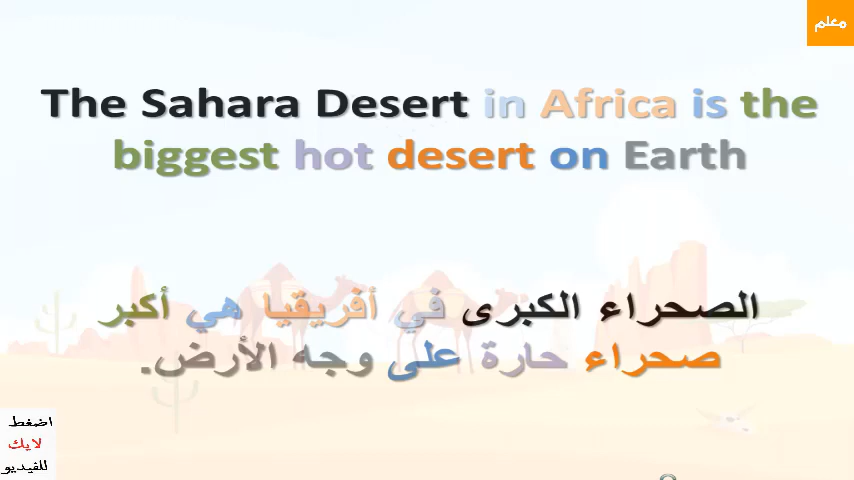 معلم
The Sahara Desert in Africa is the
biggest hot desert on Earth
الصحراء الكبرى في أفريقيا هي أكبر
صحراء حارة على وجه الأرض.
اضغط
لايك
للفيديو